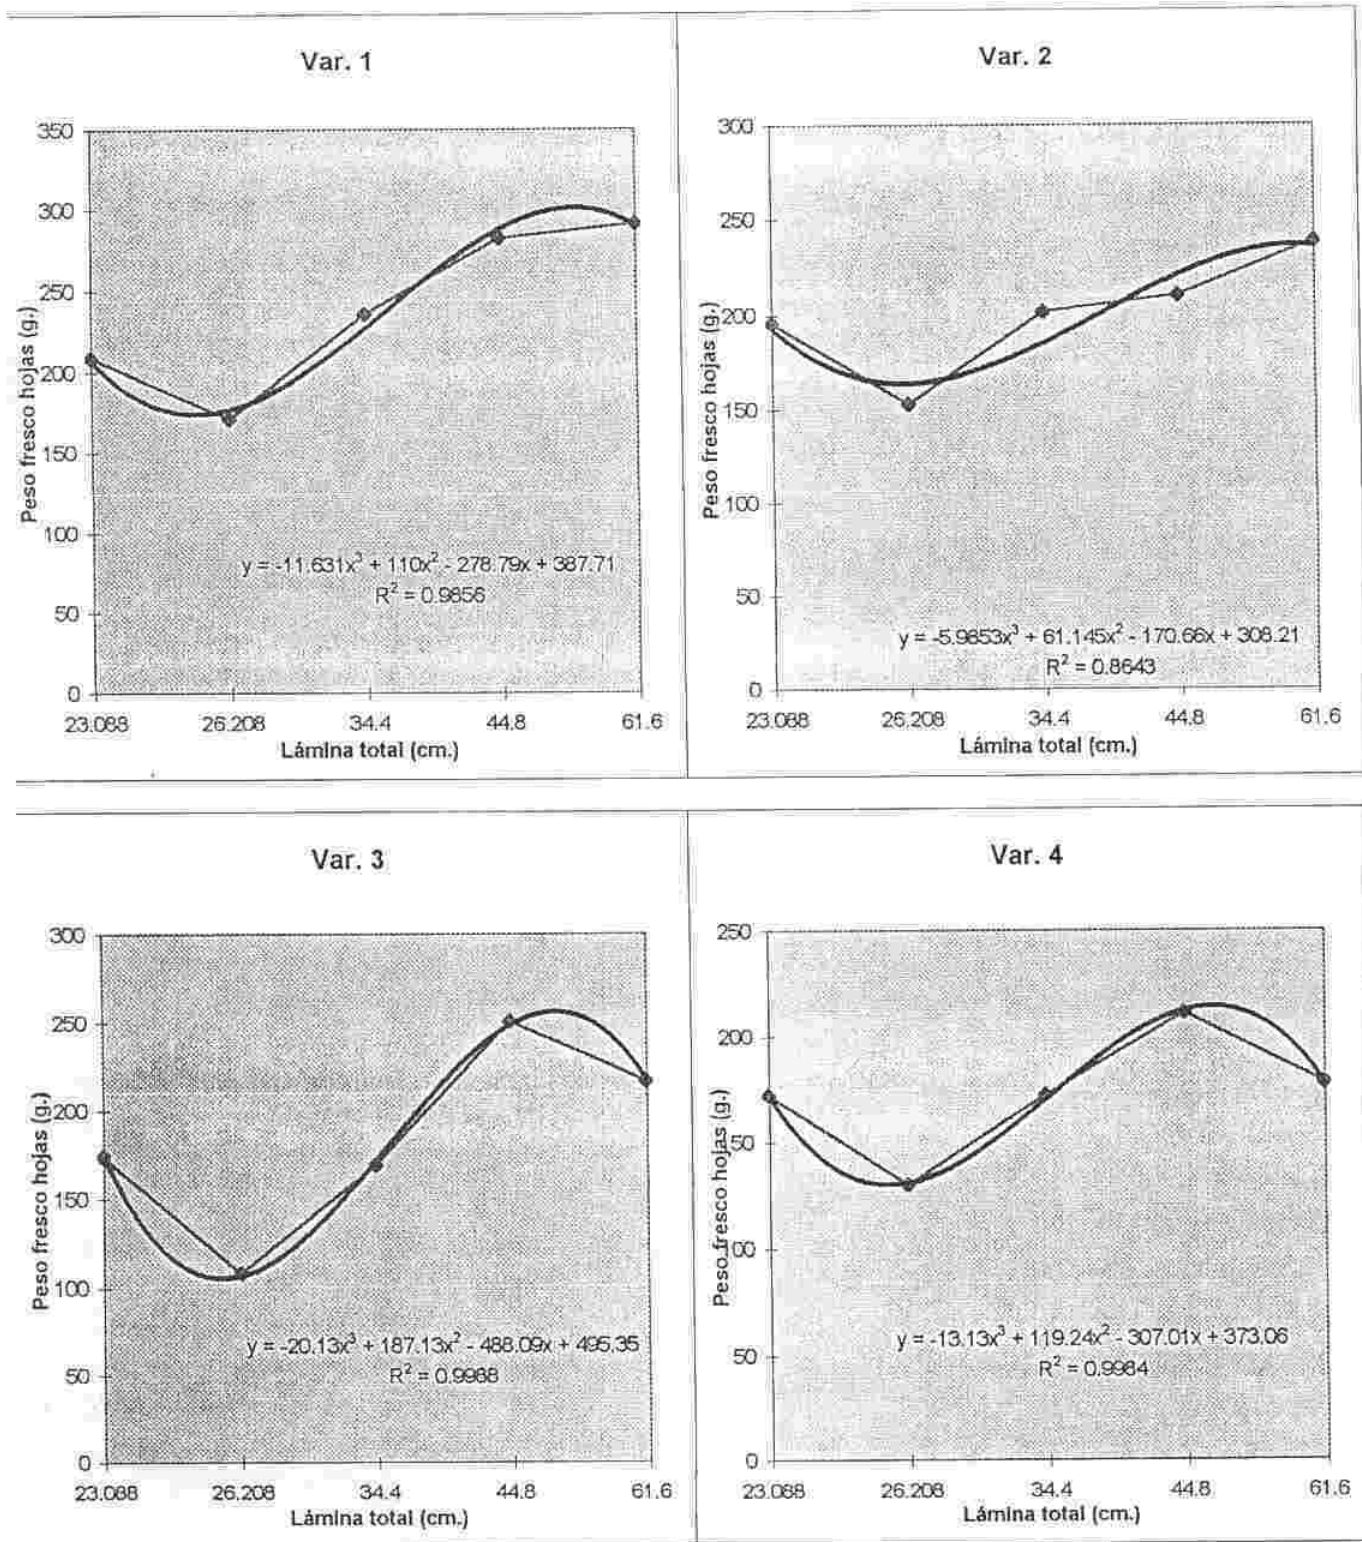 Var. 1
350
300
250
200
150
100
50
0
Peso fresco hojas (g.)
y = -11.631x³ + 110x² - 278.79x + 387.71
R² = 0.9856
23.088 26.208 34.4 44.8 61.6
Lámina total (cm.)
Var. 2
300
250
200
150
100
50
0
Peso fresco hojas (g.)
y = -5.9853x³ + 61.145x² - 170.66x + 308.21
R² = 0.8643
23.088 26.208 34.4 44.8 61.6
Lámina total (cm.)
Var. 3
300
250
200
150
100
50
0
Peso fresco hojas (g.)
y = -20.13x³ + 187.13x² - 488.09x + 495.35
R² = 0.9988
23.088 26.208 34.4 44.8 61.6
Lámina total (cm.)
Var. 4
250
200
150
100
50
0
Peso fresco hojas (g.)
y = -13.13x³ + 119.24x² - 307.01x + 373.06
R² = 0.9984
23.088 26.208 34.4 44.8 61.6
Lámina total (cm.)